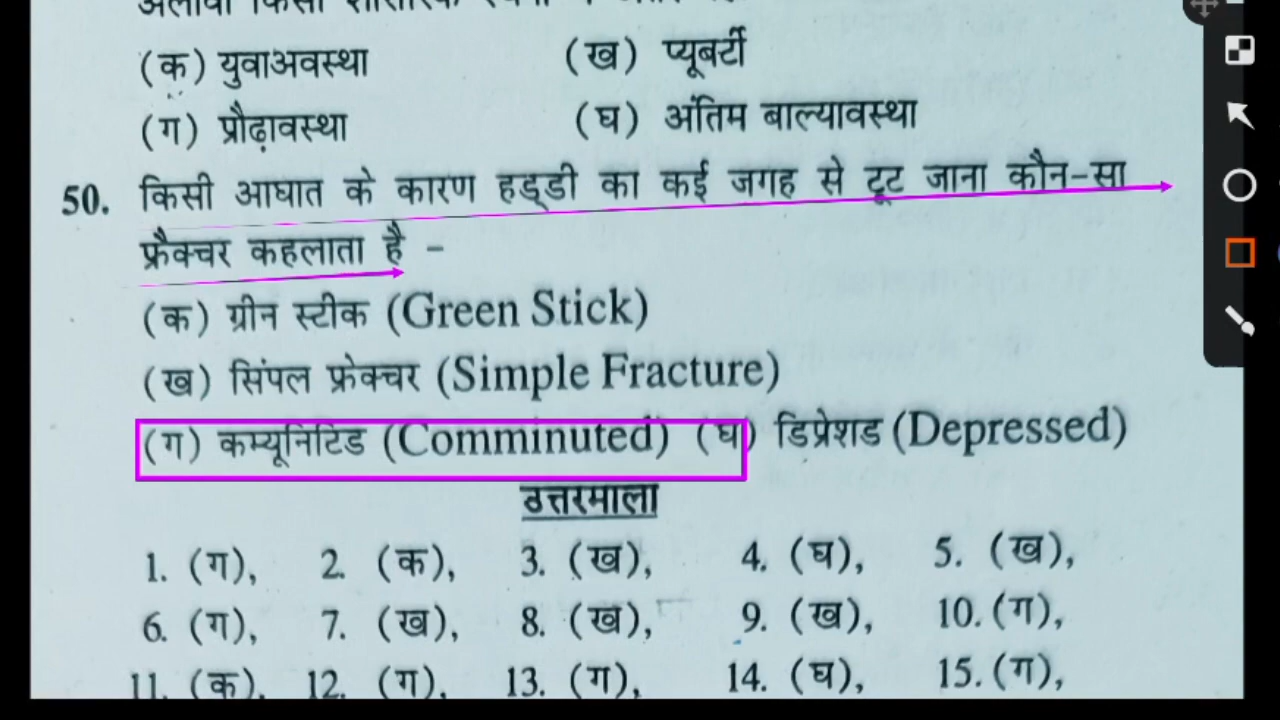 (क) युवाअवस्था (ख) प्यूबर्टी
(ग) प्रौढ़ावस्था (घ) अंतिम बाल्यावस्था
50. किसी आघात के कारण हड्डी का कई जगह से टूट जाना कौन-सा
फ्रैक्चर कहलाता है -
(क) ग्रीन स्टीक (Green Stick)
(ख) सिंपल फ्रेक्चर (Simple Fracture)
(ग) कम्यूनिटिड (Comminuted) (घ) डिप्रेशड (Depressed)
उत्तरमाला
1. (ग), 2. (क), 3. (ख), 4. (घ), 5. (ख),
6. (ग), 7. (ख), 8. (ख), 9. (ख), 10. (ग),
11. (क), 12. (ग), 13. (ग), 14. (घ), 15. (ग),